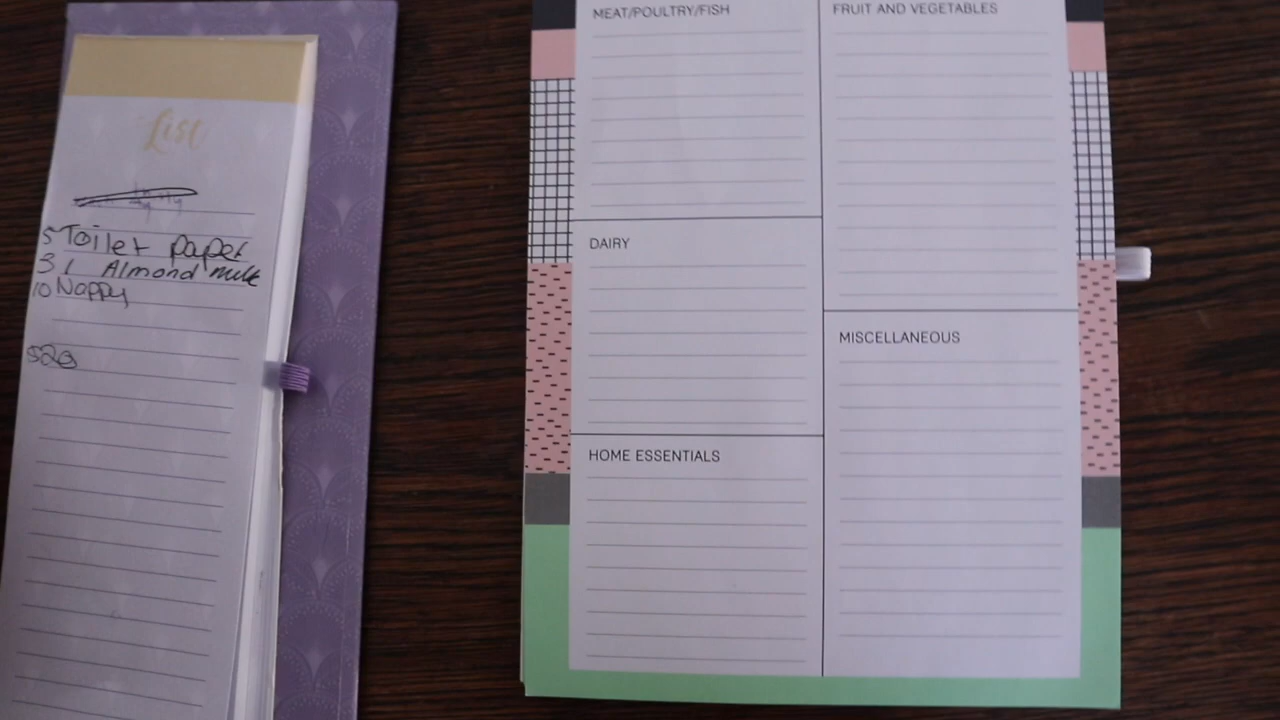 List
5 Toilet paper
3 l Almond milk
10 Nappy
MEAT/POULTRY/FISH
DAIRY
HOME ESSENTIALS
FRUIT AND VEGETABLES
MISCELLANEOUS